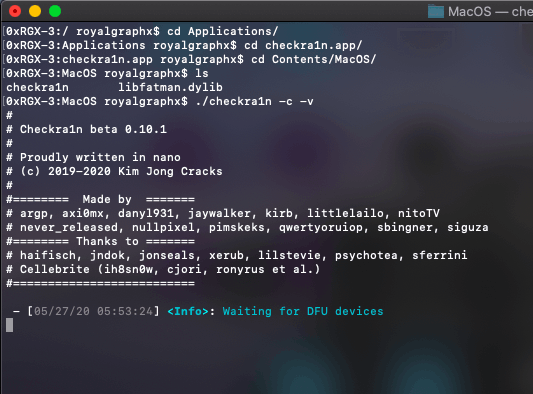 MacOS — che
[0xRGX-3:/ royalgraphx$ cd Applications/
[0xRGX-3:Applications royalgraphx$ cd checkra1n.app/
[0xRGX-3:checkra1n.app royalgraphx$ cd Contents/MacOS/
[0xRGX-3:MacOS royalgraphx$ ls
checkra1n       libfatman.dylib
[0xRGX-3:MacOS royalgraphx$ ./checkra1n -c -v
#
# Checkra1n beta 0.10.1
#
# Proudly written in nano
# (c) 2019-2020 Kim Jong Cracks
#
#========  Made by  =======
# argp, axi0mx, danyl931, jaywalker, kirb, littlelailo, nitoTV
# never_released, nullpixel, pimskeks, qwertyoruiop, sbingner, siguza
#======== Thanks to =======
# haifisch, jndok, jonseals, xerub, lilstevie, psychotea, sferrini
# Cellebrite (ih8sn0w, cjori, ronyrus et al.)
#==========================
- [05/27/20 05:53:24] <Info>: Waiting for DFU devices